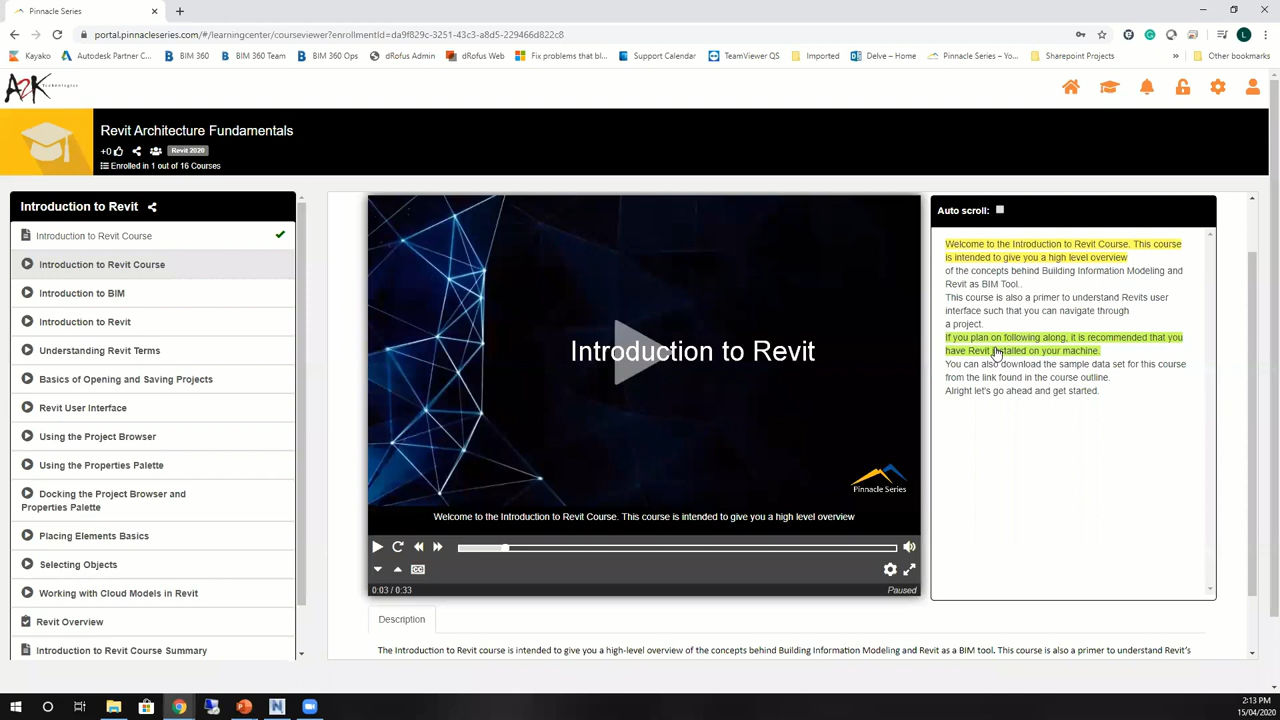 Pinnacle Series
portal.pinnacleseries.com/#/learningcenter/courseviewer?enrollmentId=da9f829c-3251-43c3-a8d5-229466d822c8
L
Kayako
Autodesk Partner C...
BIM 360
BIM 360 Team
BIM 360 Ops
dRofus Admin
dRofus Web
Fix problems that bl...
Support Calendar
TeamViewer QS
Imported
Delve – Home
Pinnacle Series – Yo...
Sharepoint Projects
»
Other bookmarks
A2K Technologies
Revit Architecture Fundamentals
+0
Revit 2020
Enrolled in 1 out of 16 Courses
Introduction to Revit
Introduction to Revit Course
Introduction to Revit Course
Introduction to BIM
Introduction to Revit
Understanding Revit Terms
Basics of Opening and Saving Projects
Revit User Interface
Using the Project Browser
Using the Properties Palette
Docking the Project Browser and
Properties Palette
Placing Elements Basics
Selecting Objects
Working with Cloud Models in Revit
Revit Overview
Introduction to Revit Course Summary
Introduction to Revit
Pinnacle Series
Welcome to the Introduction to Revit Course. This course is intended to give you a high level overview
CC
0:03 / 0:33
Paused
Auto scroll:
Welcome to the Introduction to Revit Course. This course
is intended to give you a high level overview
of the concepts behind Building Information Modeling and
Revit as BIM Tool..
This course is also a primer to understand Revits user
interface such that you can navigate through
a project.
If you plan on following along, it is recommended that you
have Revit installed on your machine.
You can also download the sample data set for this course
from the link found in the course outline.
Alright let's go ahead and get started.
Description
The Introduction to Revit course is intended to give you a high-level overview of the concepts behind Building Information Modeling and Revit as a BIM tool. This course is also a primer to understand Revit's
2:13 PM
15/04/2020